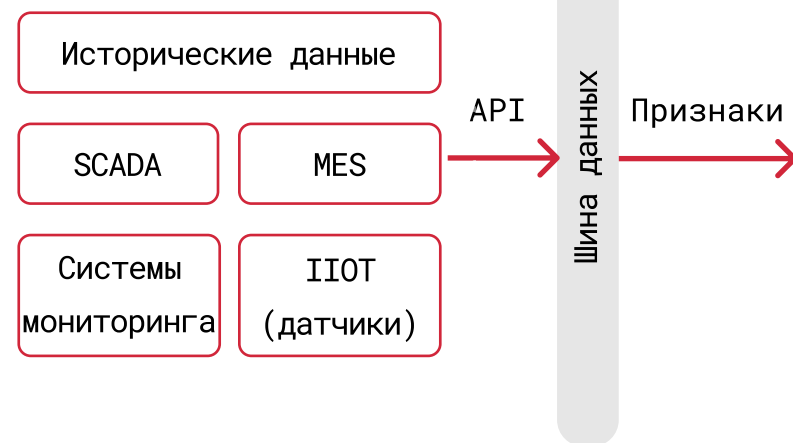 Исторические данные
SCADA
MES
Системы
мониторинга
IIOT
(датчики)
API
Шина данных
Признаки